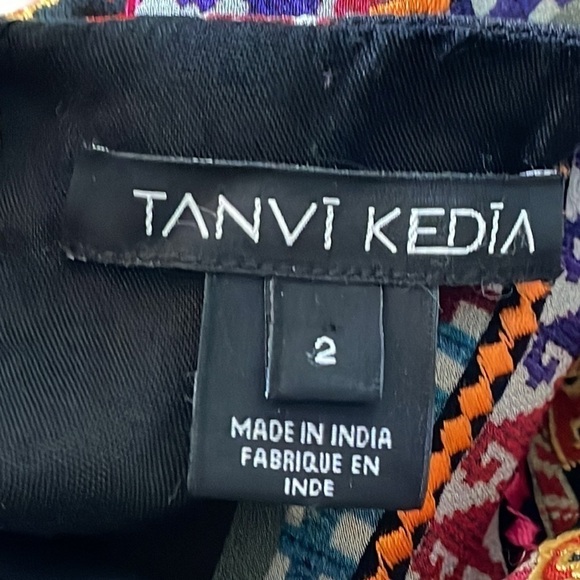 TANVĪ KEDĪA
2
MADE IN INDIA
FABRIQUE EN
INDE